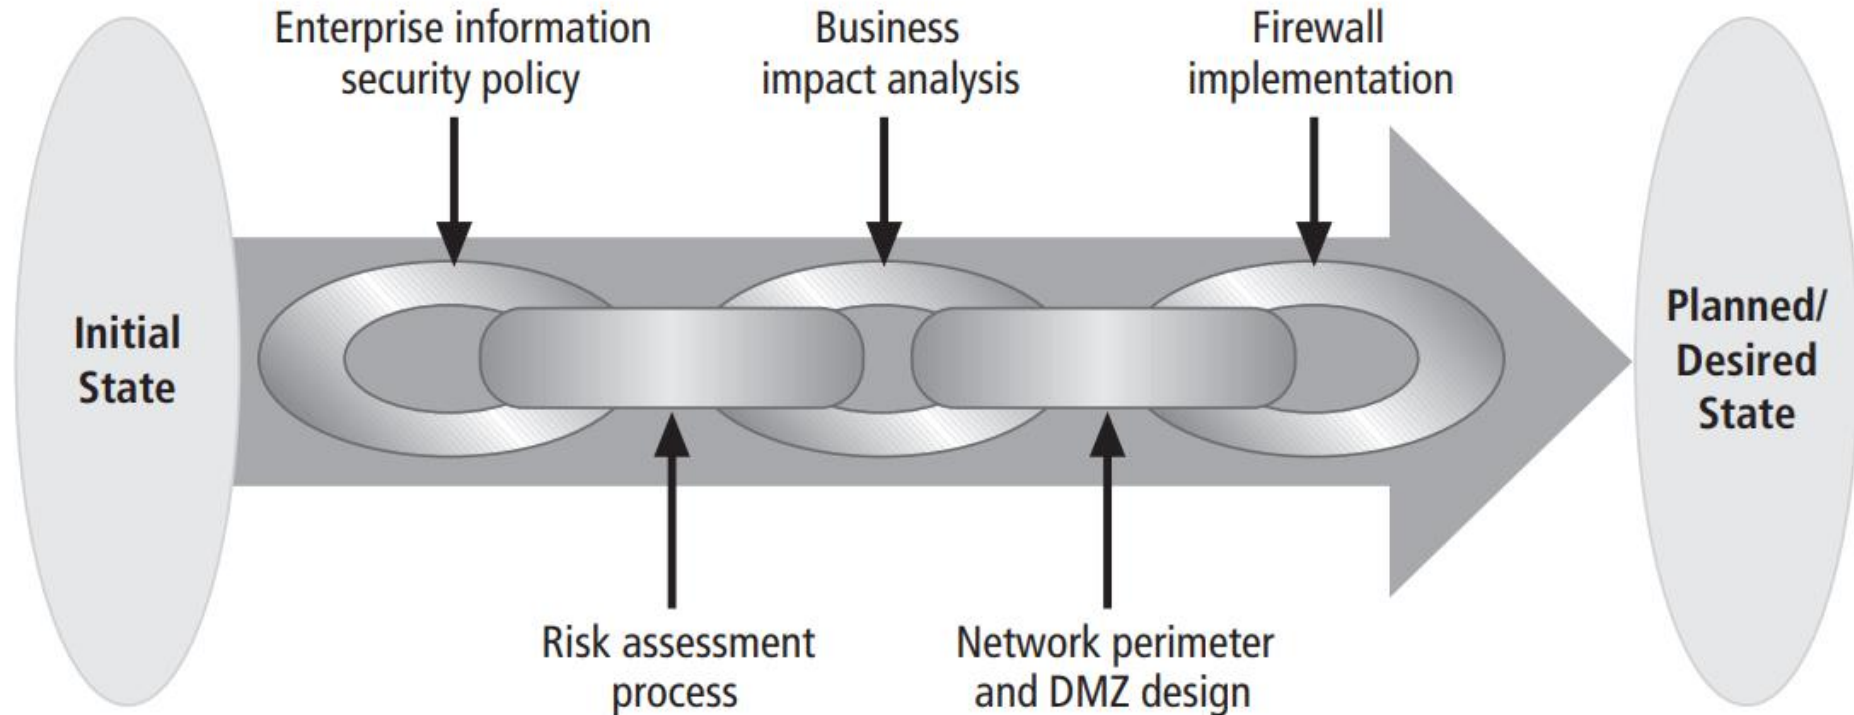 Enterprise information
security policy
Business
impact analysis
Firewall
implementation
Initial
State
Planned/
Desired
State
Risk assessment
process
Network perimeter
and DMZ design